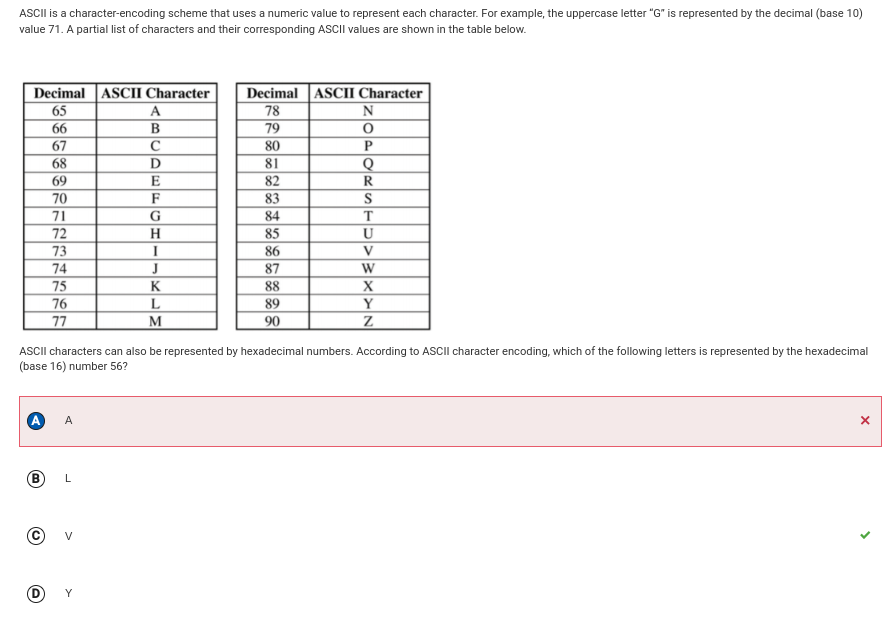 ASCII is a character-encoding scheme that uses a numeric value to represent each character. For example, the uppercase letter “G” is represented by the decimal (base 10)
value 71. A partial list of characters and their corresponding ASCII values are shown in the table below.
Decimal ASCII Character Decimal ASCII Character
65 A 78 N
66 B 79 O
67 C 80 P
68 D 81 Q
69 E 82 R
70 F 83 S
71 G 84 T
72 H 85 U
73 I 86 V
74 J 87 W
75 K 88 X
76 L 89 Y
77 M 90 Z
ASCII characters can also be represented by hexadecimal numbers. According to ASCII character encoding, which of the following letters is represented by the hexadecimal
(base 16) number 56?
A A
B L
C V
D Y